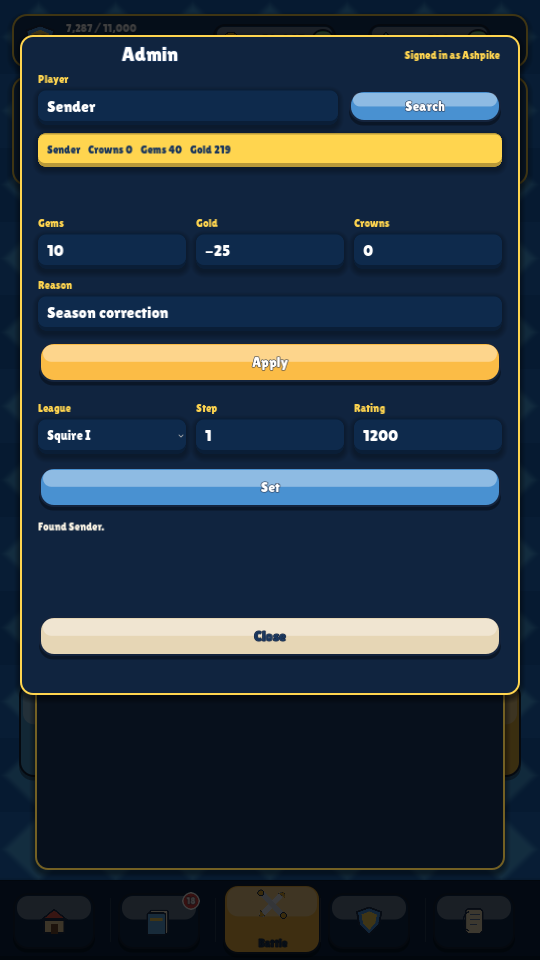 7,287 / 11,000
Admin
Signed in as Ashpike
Player
Sender
Search
Sender Crowns 0 Gems 40 Gold 219
Gems Gold Crowns
10 -25 0
Reason
Season correction
Apply
League Step Rating
Squire I 1 1200
Set
Found Sender.
Close
Battle